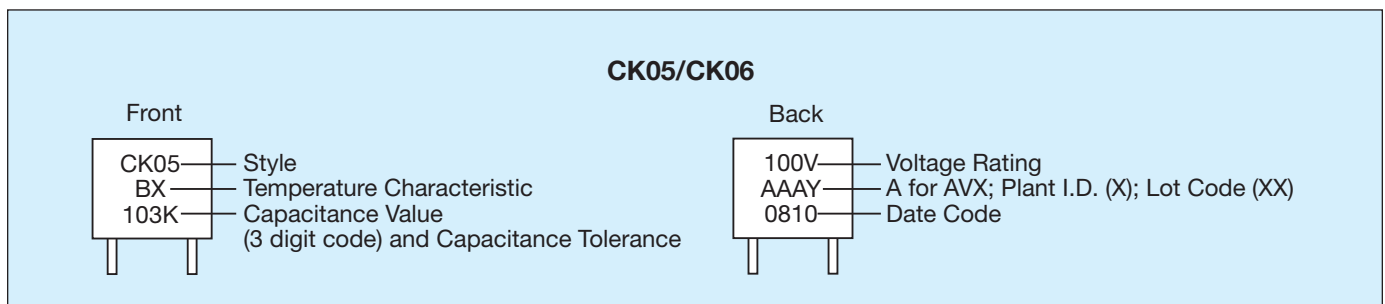 CK05/CK06
Front
CK05 Style
BX Temperature Characteristic
103K Capacitance Value
(3 digit code) and Capacitance Tolerance
Back
100V Voltage Rating
AAAY A for AVX; Plant I.D. (X); Lot Code (XX)
0810 Date Code